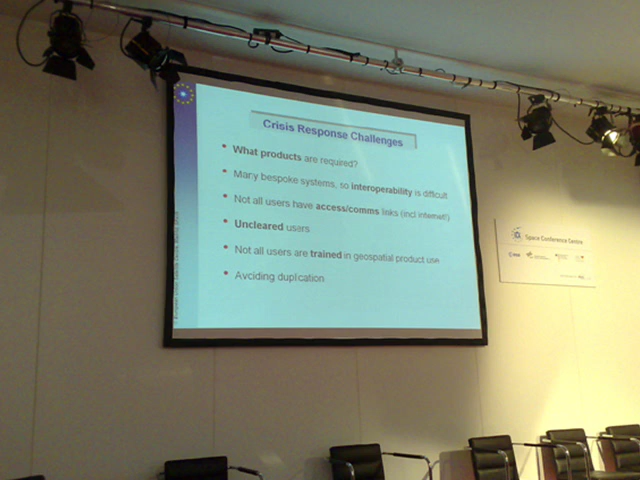 Crisis Response Challenges
• What products are required?
• Many bespoke systems, so interoperability is difficult
• Not all users have access/comms links (incl internet!)
• Uncleared users
• Not all users are trained in geospatial product use
• Avoiding duplication
Space Conference Centre